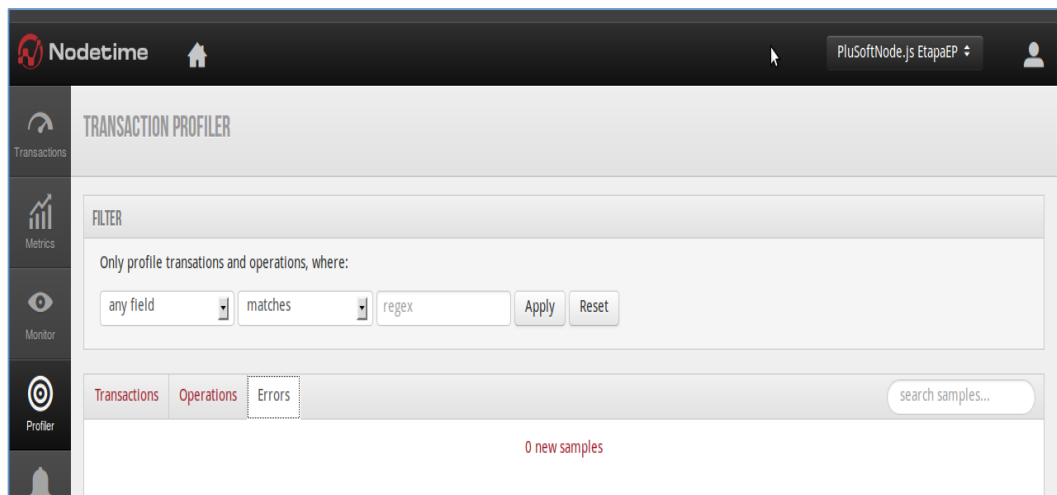 Nodetime
PluSoftNode.js EtapaEP
Transactions
TRANSACTION PROFILER
Metrics
FILTER
Only profile transations and operations, where:
any field matches regex Apply Reset
Monitor
Profiler
Transactions Operations Errors search samples...
0 new samples